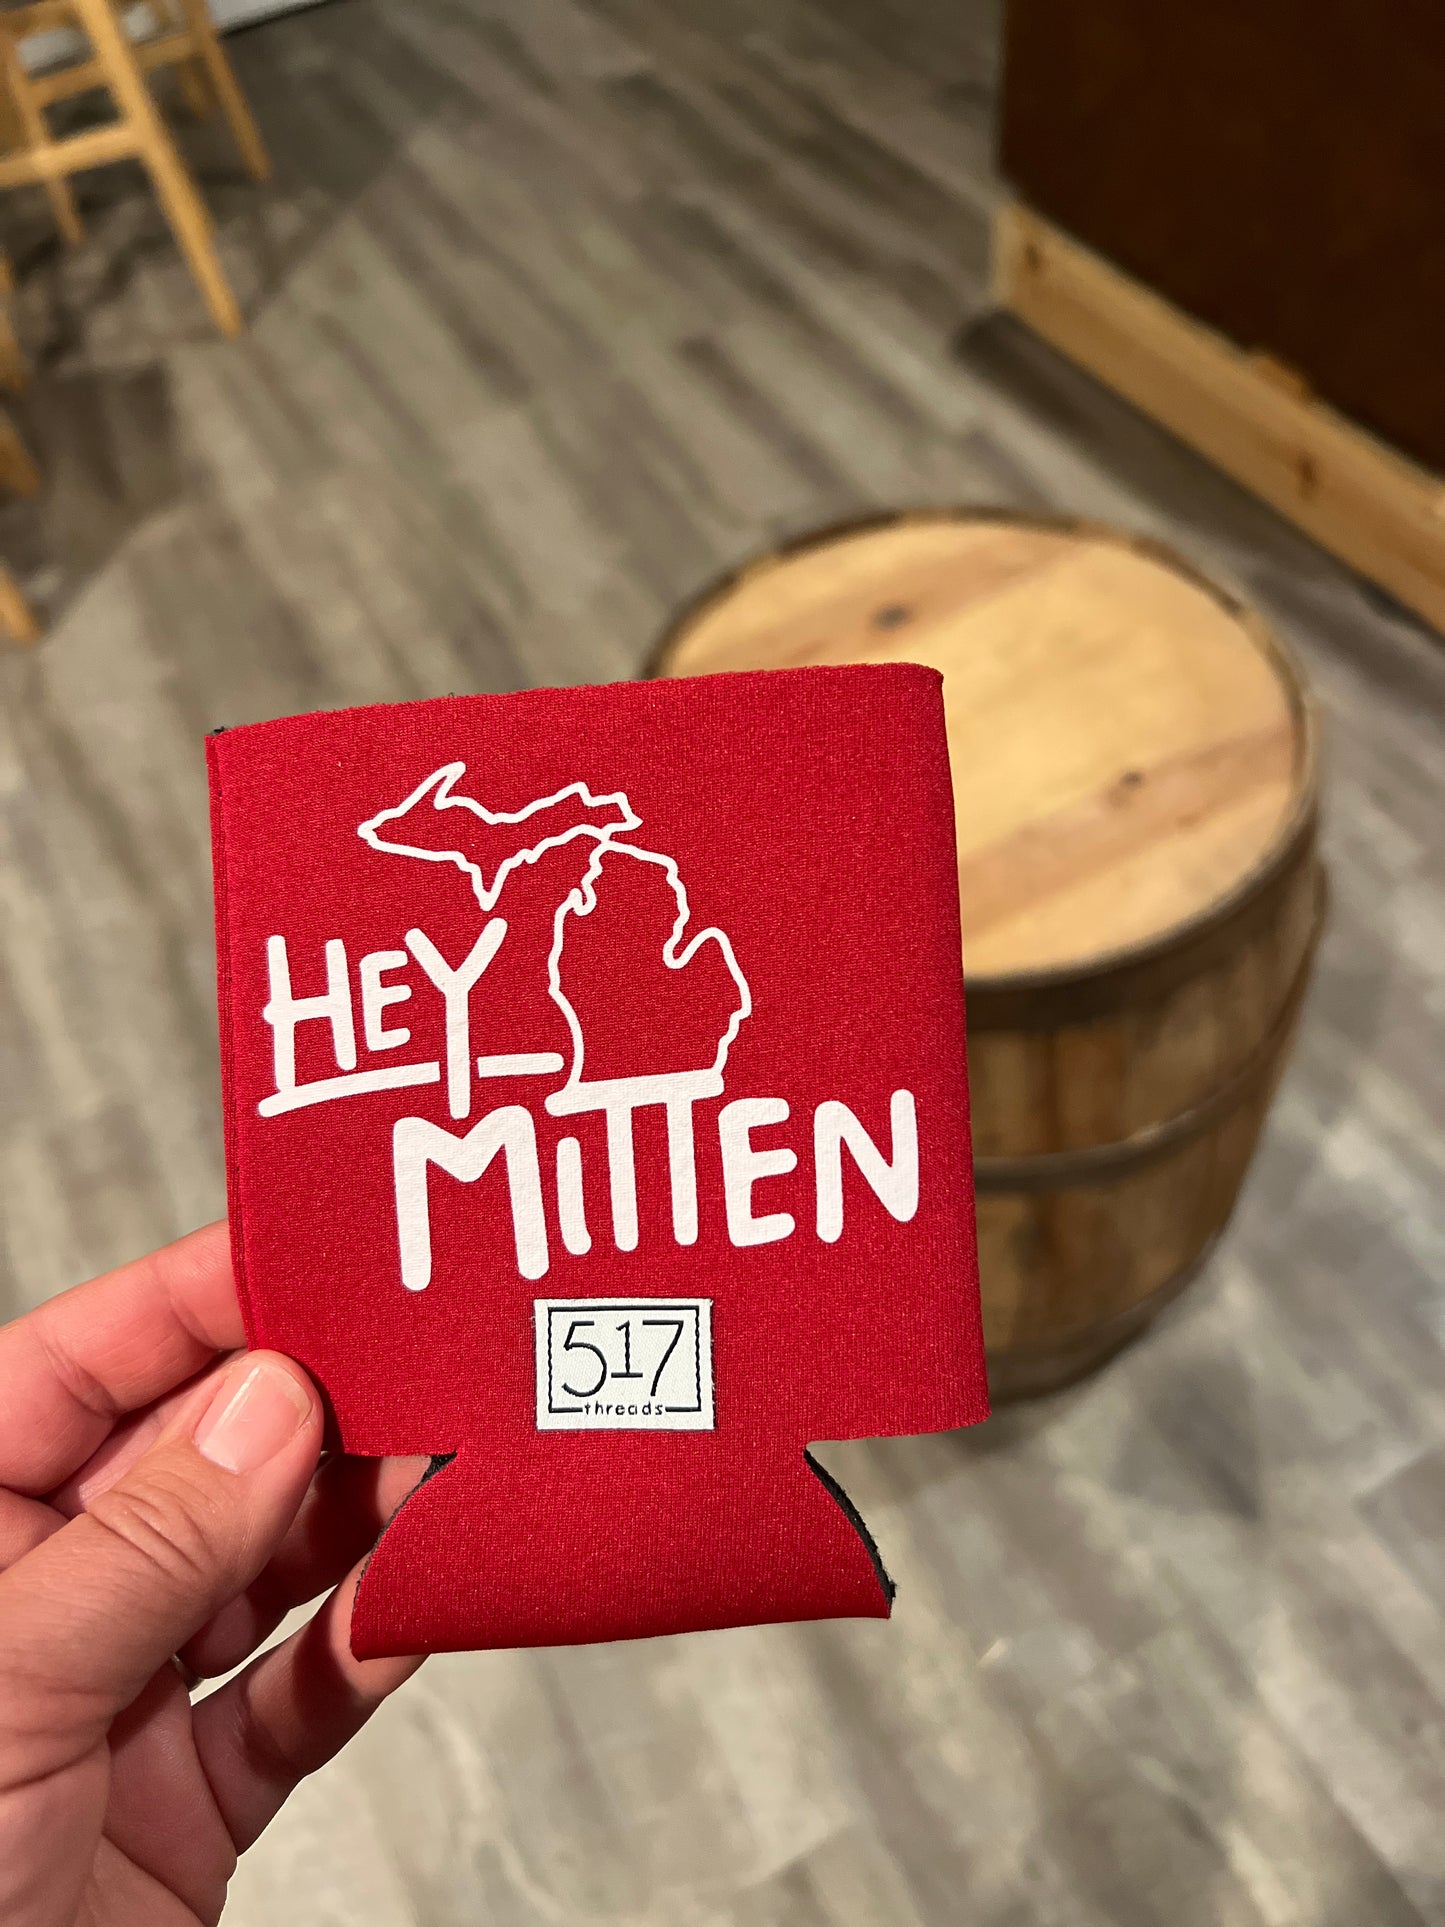 HEY
MITTEN
517
threads